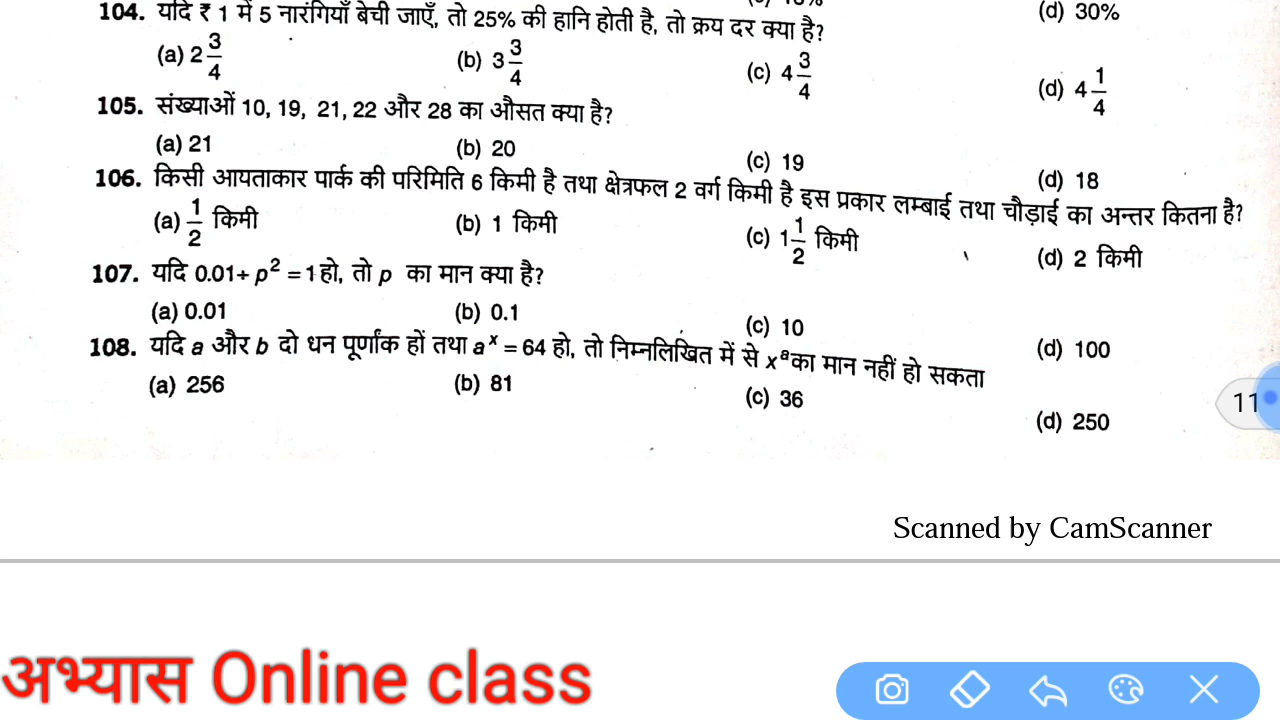 (d) 30%
104. यदि ₹ 1 में 5 नारंगियाँ बेची जाएँ, तो 25% की हानि होती है, तो क्रय दर क्या है?
(a) 2 3/4 (b) 3 3/4 (c) 4 3/4 (d) 4 1/4
105. संख्याओं 10, 19, 21, 22 और 28 का औसत क्या है?
(a) 21 (b) 20 (c) 19 (d) 18
106. किसी आयताकार पार्क की परिमिति 6 किमी है तथा क्षेत्रफल 2 वर्ग किमी है इस प्रकार लम्बाई तथा चौड़ाई का अन्तर कितना है?
(a) 1/2 किमी (b) 1 किमी (c) 1 1/2 किमी (d) 2 किमी
107. यदि 0.01+ p² = 1 हो, तो p का मान क्या है?
(a) 0.01 (b) 0.1 (c) 10 (d) 100
108. यदि a और b दो धन पूर्णांक हों तथा aˣ = 64 हो, तो निम्नलिखित में से xᵃ का मान नहीं हो सकता
(a) 256 (b) 81 (c) 36 (d) 250
11
Scanned by CamScanner
अभ्यास Online class